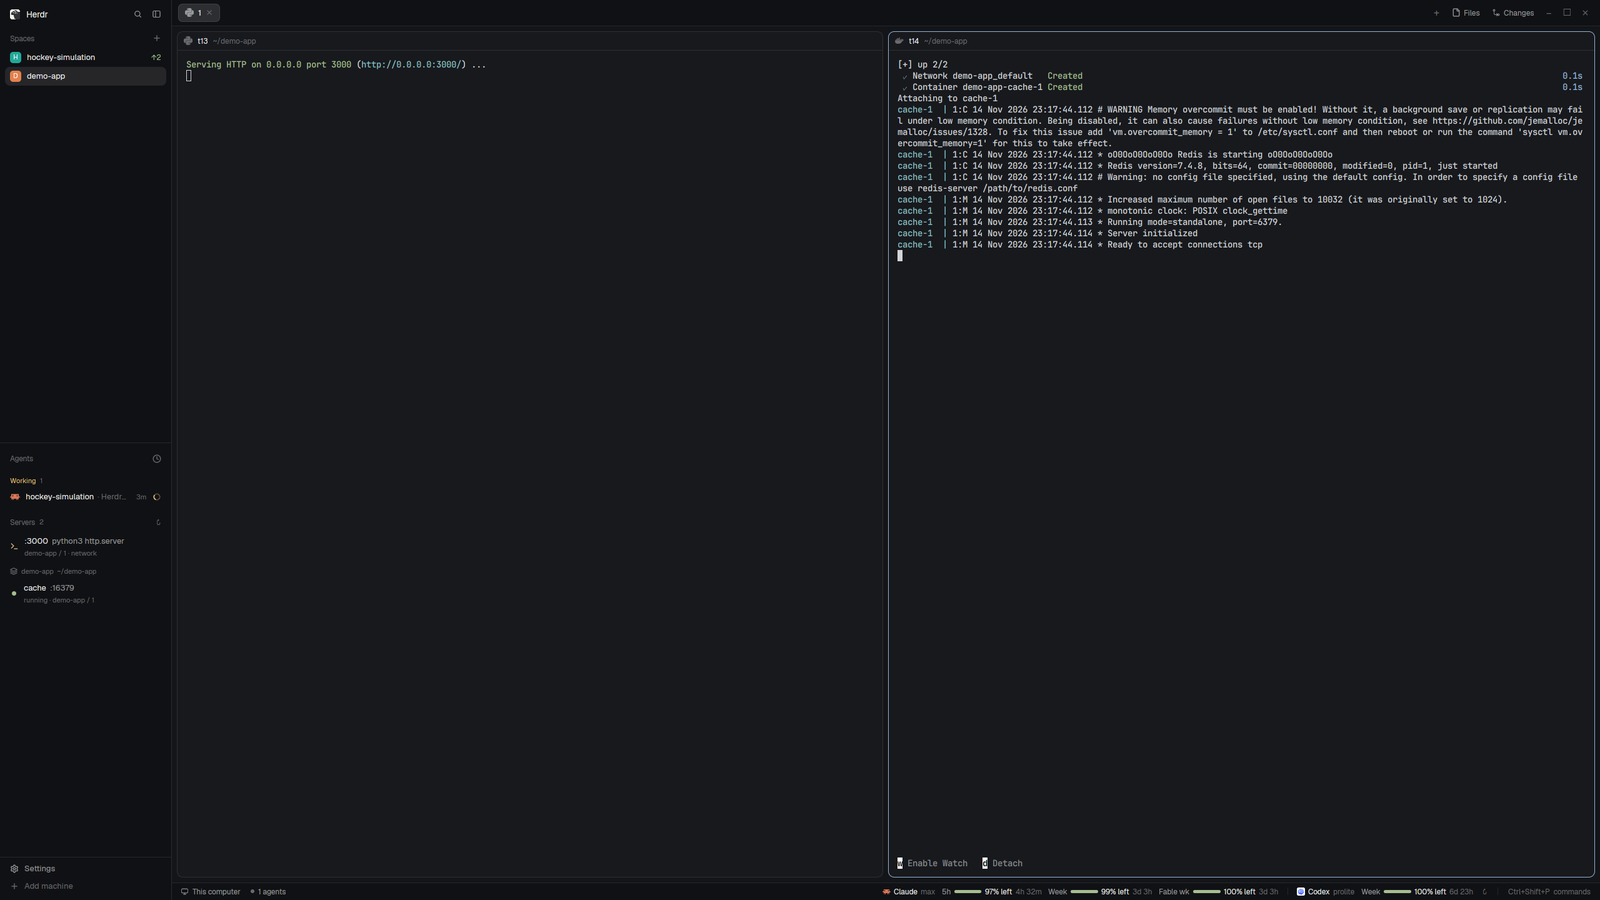 Herdr
Spaces
H hockey-simulation ↑2
D demo-app
Agents
Working 1
hockey-simulation · Herdr... 3m
Servers 2
:3000 python3 http.server
demo-app / 1 · network
demo-app ~/demo-app
cache :16379
running · demo-app / 1
Settings
+ Add machine
1 ×
+ Files Changes – □ ×
t13 ~/demo-app
Serving HTTP on 0.0.0.0 port 3000 (http://0.0.0.0:3000/) ...
t14 ~/demo-app
[+] up 2/2
✓ Network demo-app_default Created 0.1s
✓ Container demo-app-cache-1 Created 0.1s
Attaching to cache-1
cache-1 | 1:C 14 Nov 2026 23:17:44.112 # WARNING Memory overcommit must be enabled! Without it, a background save or replication may fai
l under low memory condition. Being disabled, it can also cause failures without low memory condition, see https://github.com/jemalloc/je
malloc/issues/1328. To fix this issue add 'vm.overcommit_memory = 1' to /etc/sysctl.conf and then reboot or run the command 'sysctl vm.ov
ercommit_memory=1' for this to take effect.
cache-1 | 1:C 14 Nov 2026 23:17:44.112 * oO0OoO0OoO0Oo Redis is starting oO0OoO0OoO0Oo
cache-1 | 1:C 14 Nov 2026 23:17:44.112 * Redis version=7.4.8, bits=64, commit=00000000, modified=0, pid=1, just started
cache-1 | 1:C 14 Nov 2026 23:17:44.112 # Warning: no config file specified, using the default config. In order to specify a config file
use redis-server /path/to/redis.conf
cache-1 | 1:M 14 Nov 2026 23:17:44.112 * Increased maximum number of open files to 10032 (it was originally set to 1024).
cache-1 | 1:M 14 Nov 2026 23:17:44.112 * monotonic clock: POSIX clock_gettime
cache-1 | 1:M 14 Nov 2026 23:17:44.113 * Running mode=standalone, port=6379.
cache-1 | 1:M 14 Nov 2026 23:17:44.114 * Server initialized
cache-1 | 1:M 14 Nov 2026 23:17:44.114 * Ready to accept connections tcp
w Enable Watch d Detach
This computer 1 agents
Claude max 5h 97% left 4h 32m Week 99% left 3d 3h Fable wk 100% left 3d 3h Codex prolite Week 100% left 6d 23h Ctrl+Shift+P commands